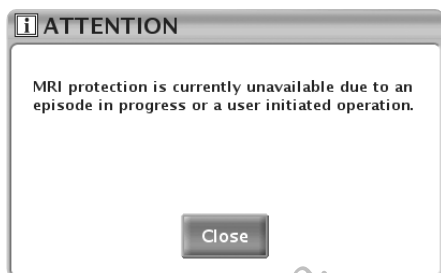 i ATTENTION
MRI protection is currently unavailable due to an
episode in progress or a user initiated operation.
Close